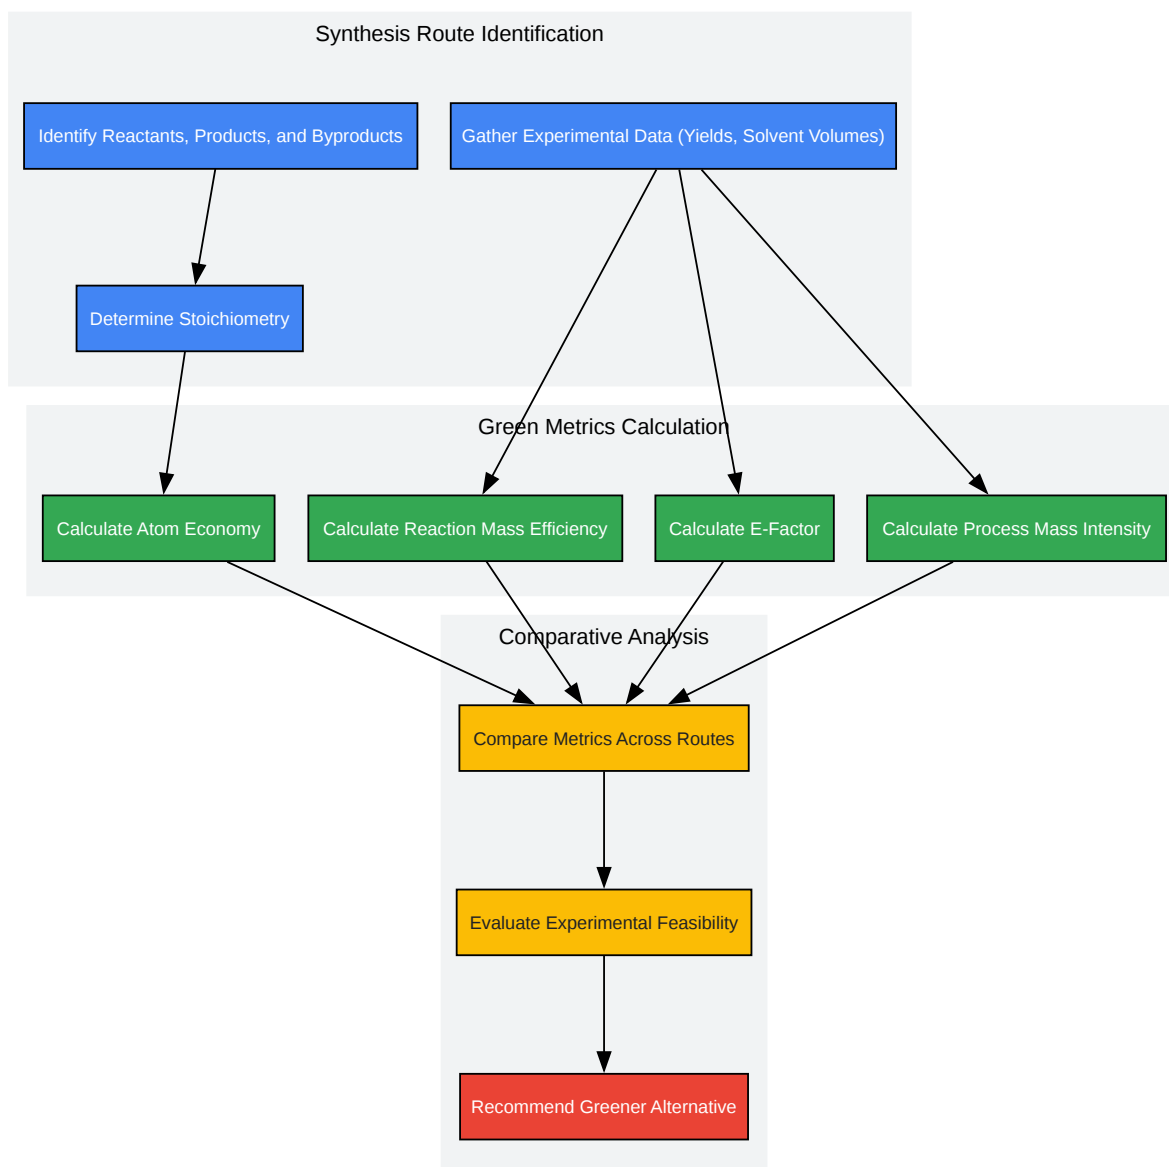 Synthesis Route Identification
Identify Reactants, Products, and Byproducts
Gather Experimental Data (Yields, Solvent Volumes)
Determine Stoichiometry
Green Metrics Calculation
Calculate Atom Economy
Calculate Reaction Mass Efficiency
Calculate E-Factor
Calculate Process Mass Intensity
Comparative Analysis
Compare Metrics Across Routes
Evaluate Experimental Feasibility
Recommend Greener Alternative